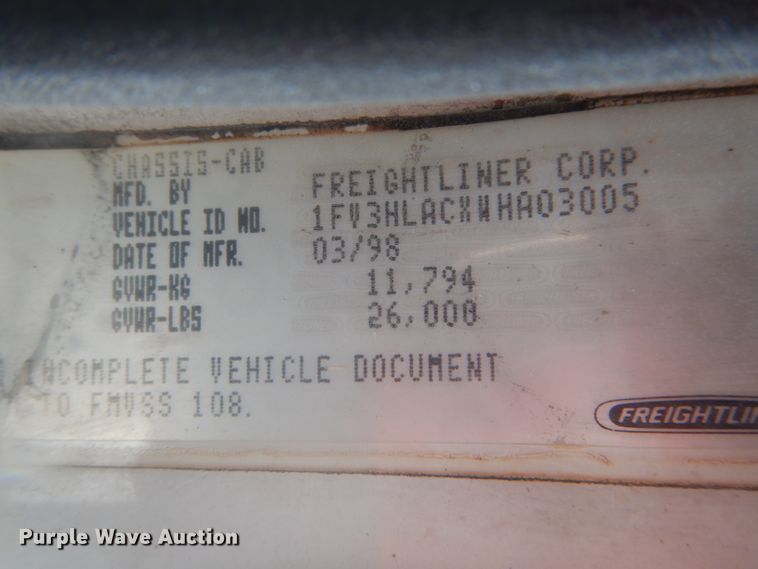 CHASSIS-CAB
MFD. BY FREIGHTLINER CORP.
VEHICLE ID NO. 1FV3HLACXWHA03005
DATE OF MFR. 03/98
GVWR-KG 11,794
GVWR-LBS 26,000
INCOMPLETE VEHICLE DOCUMENT
TO FMVSS 108.
FREIGHTLIN
Purple Wave Auction